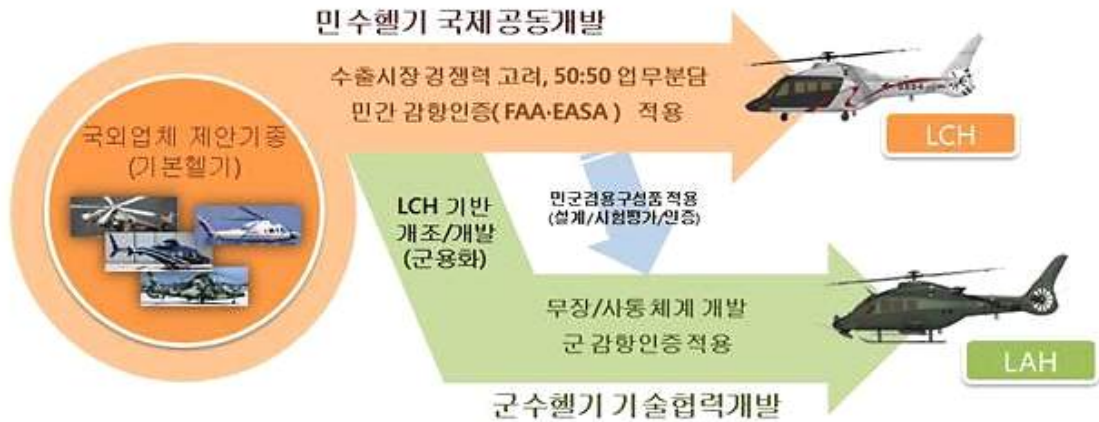 민수헬기 국제공동개발
수출시장 경쟁력 고려, 50:50 업무분담
민간 감항인증( FAA·EASA ) 적용
LCH
국외업체 제안기종
(기본헬기)
LCH 기반
개조/개발
(군용화)
민군겸용구성품 적용
(설계/시험평가/인증)
무장/사통체계 개발
군 감항인증 적용
LAH
군수헬기 기술협력개발